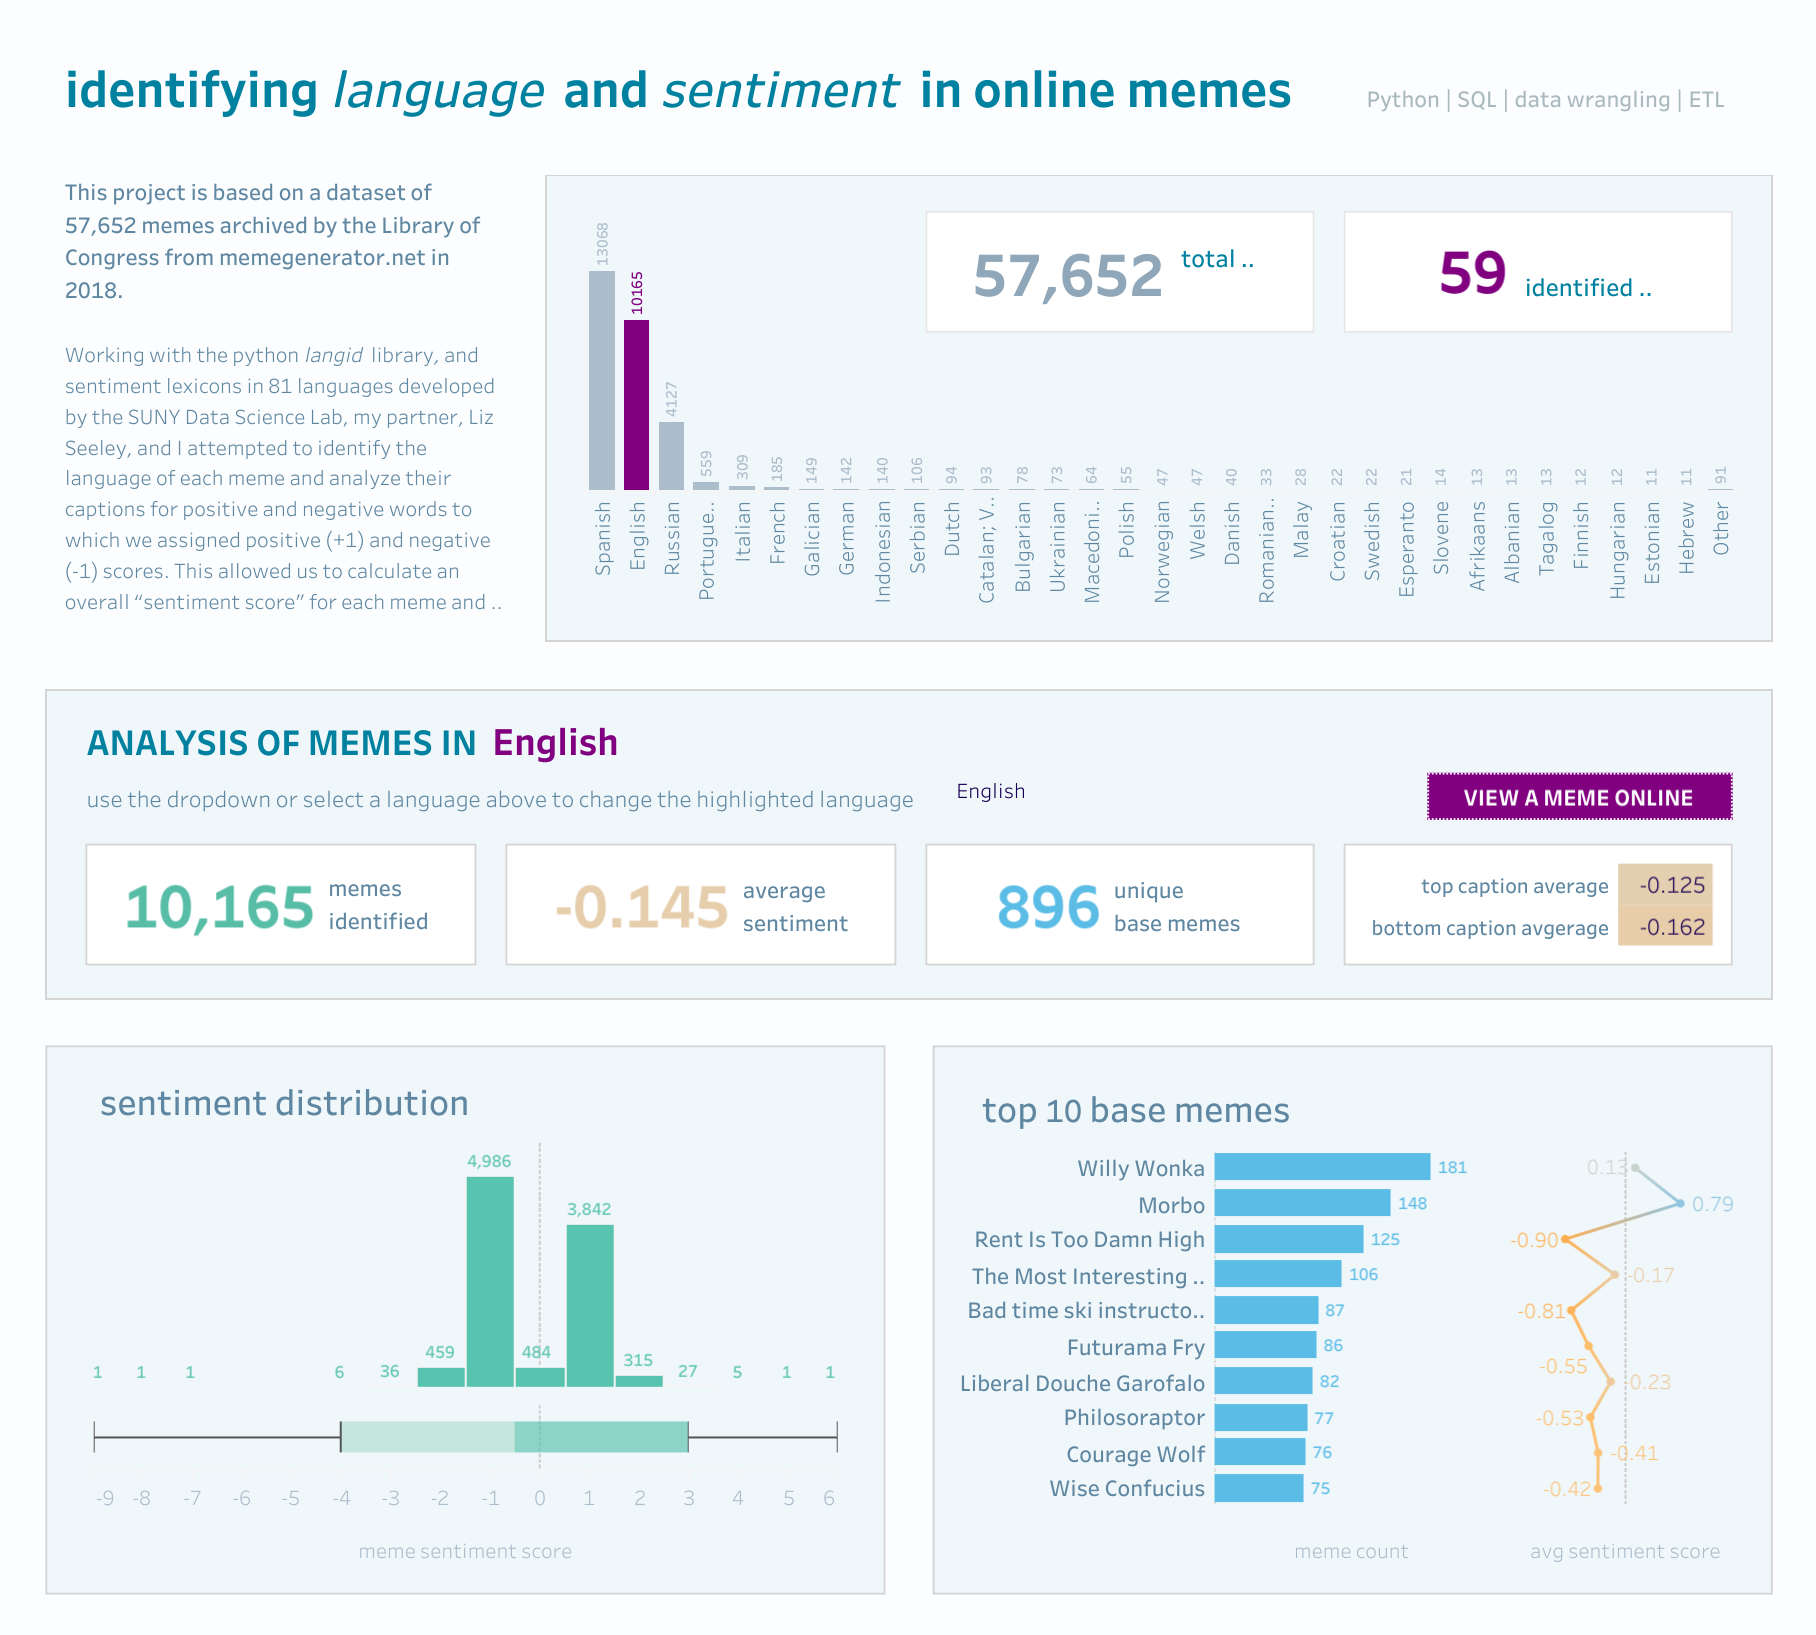 identifying language and sentiment in online memes
Python | SQL | data wrangling | ETL
This project is based on a dataset of
57,652 memes archived by the Library of
Congress from memegenerator.net in
2018.
Working with the python langid library, and
sentiment lexicons in 81 languages developed
by the SUNY Data Science Lab, my partner, Liz
Seeley, and I attempted to identify the
language of each meme and analyze their
captions for positive and negative words to
which we assigned positive (+1) and negative
(-1) scores. This allowed us to calculate an
overall “sentiment score” for each meme and ..
57,652 total ..
59 identified ..
13068
10165
4127
559
309
185
149
142
140
106
94
93
78
73
64
55
47
47
40
33
28
22
22
21
14
13
13
13
12
12
11
11
91
Spanish
English
Russian
Portugue..
Italian
French
Galician
German
Indonesian
Serbian
Dutch
Catalan; V..
Bulgarian
Ukrainian
Macedoni..
Polish
Norwegian
Welsh
Danish
Romanian..
Malay
Croatian
Swedish
Esperanto
Slovene
Afrikaans
Albanian
Tagalog
Finnish
Hungarian
Estonian
Hebrew
Other
ANALYSIS OF MEMES IN English
use the dropdown or select a language above to change the highlighted language
English
VIEW A MEME ONLINE
10,165
memes
identified
-0.145
average
sentiment
896
unique
base memes
top caption average -0.125
bottom caption avgerage -0.162
sentiment distribution
4,986
3,842
459
484
315
1 1 1 6 36 27 5 1 1
-9 -8 -7 -6 -5 -4 -3 -2 -1 0 1 2 3 4 5 6
meme sentiment score
top 10 base memes
Willy Wonka 181 0.13
Morbo 148 0.79
Rent Is Too Damn High 125 -0.90
The Most Interesting .. 106 -0.17
Bad time ski instructo.. 87 -0.81
Futurama Fry 86 -0.55
Liberal Douche Garofalo 82 -0.23
Philosoraptor 77 -0.53
Courage Wolf 76 -0.41
Wise Confucius 75 -0.42
meme count
avg sentiment score